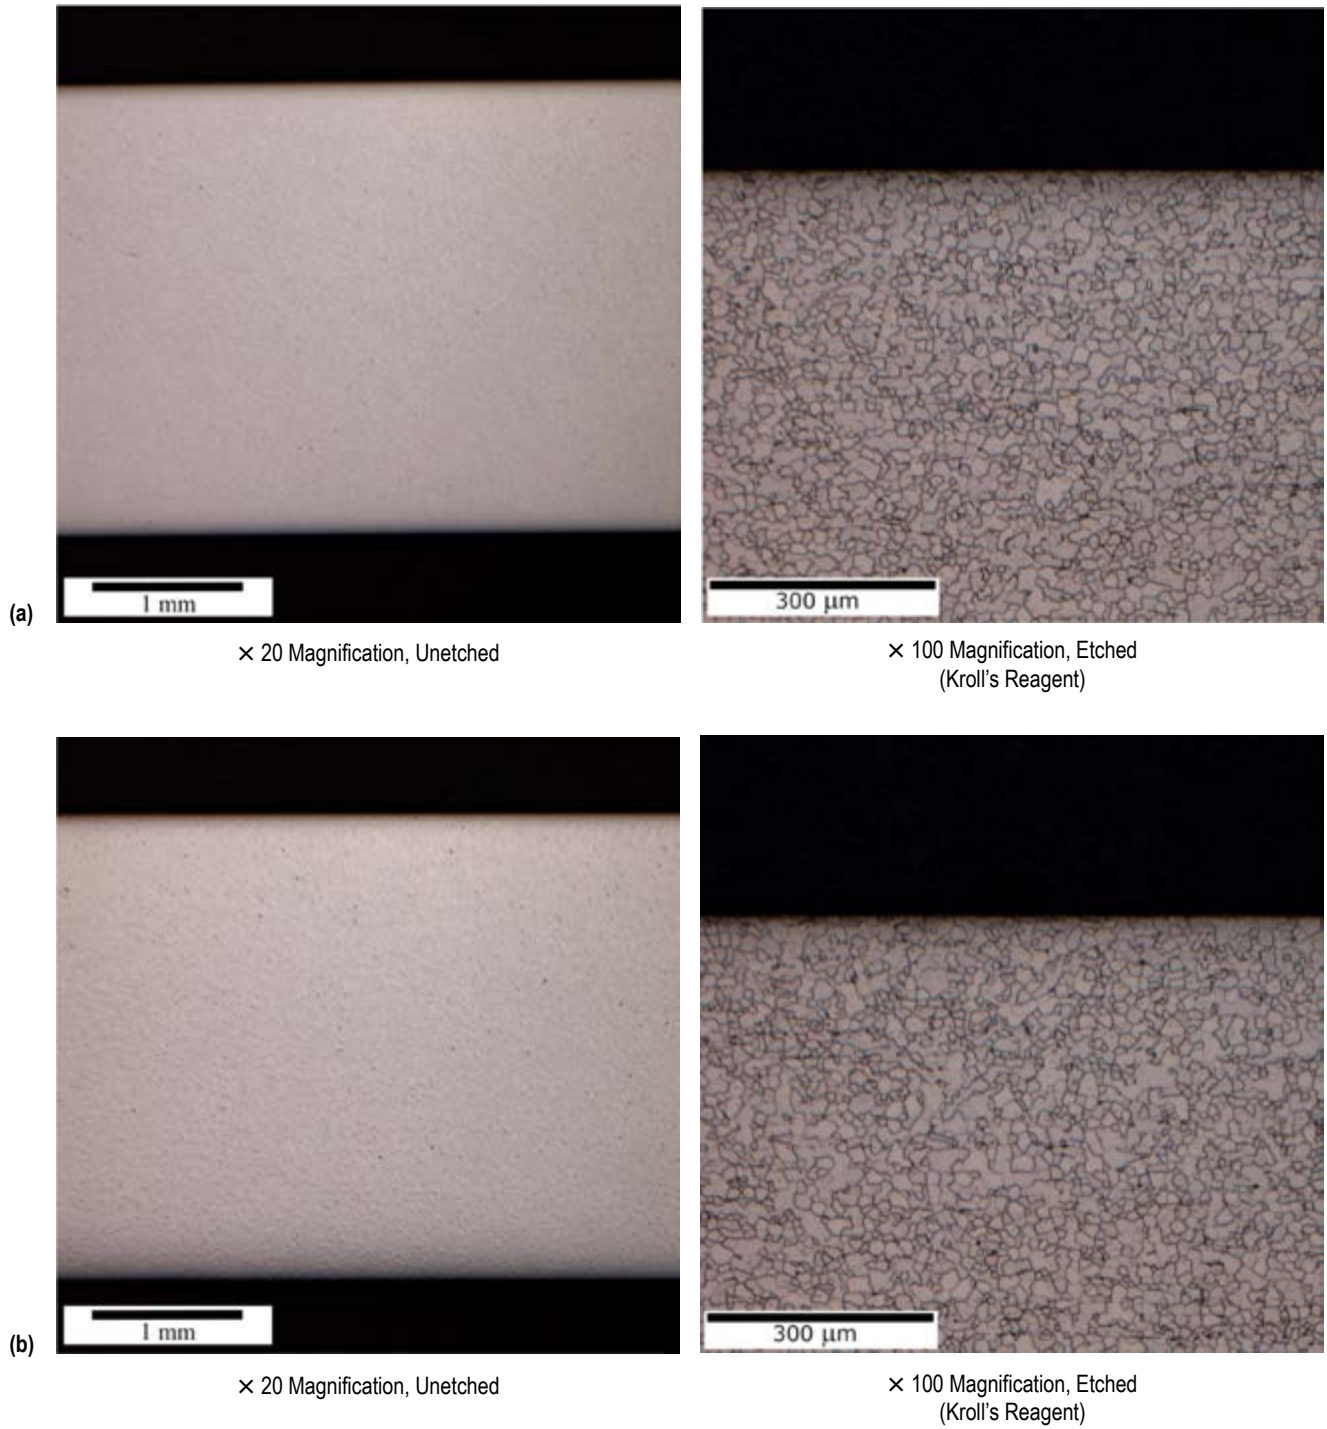 1 mm
300 μm
(a)
× 20 Magnification, Unetched
× 100 Magnification, Etched
(Kroll's Reagent)
1 mm
300 μm
(b)
× 20 Magnification, Unetched
× 100 Magnification, Etched
(Kroll's Reagent)